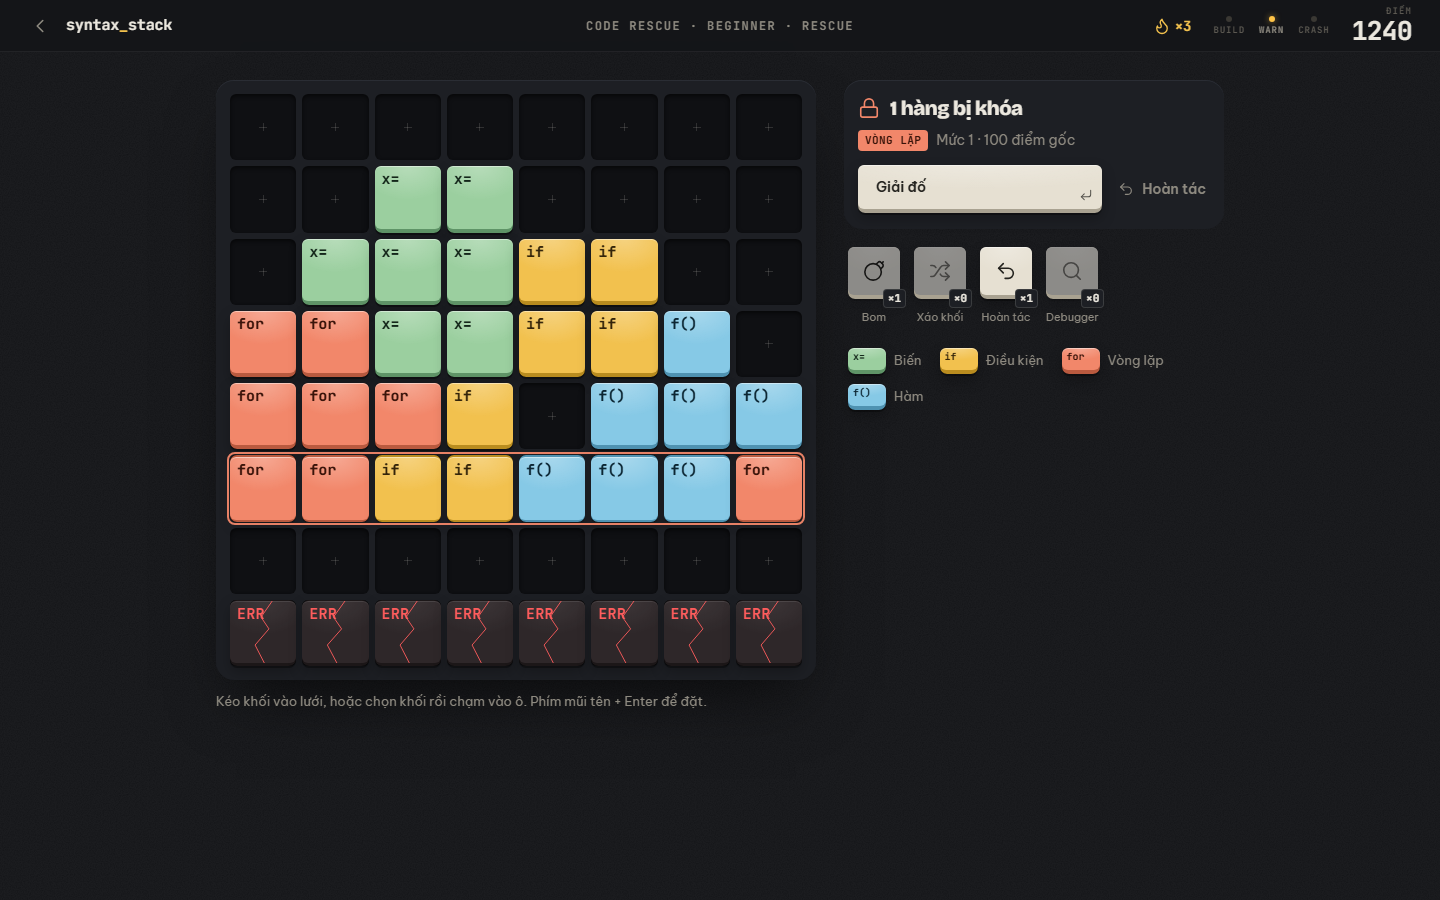 syntax_stack
CODE RESCUE · BEGINNER · RESCUE
×3
BUILD WARN CRASH
ĐIỂM
1240
x= x=
x= x= x= if if
for for x= x= if if f()
for for for if f() f() f()
for for if if f() f() f() for
ERR ERR ERR ERR ERR ERR ERR ERR
Kéo khối vào lưới, hoặc chọn khối rồi chạm vào ô. Phím mũi tên + Enter để đặt.
1 hàng bị khóa
VÒNG LẶP Mức 1 · 100 điểm gốc
Giải đố
Hoàn tác
×1 ×0 ×1 ×0
Bom Xáo khối Hoàn tác Debugger
x= Biến if Điều kiện for Vòng lặp
f() Hàm